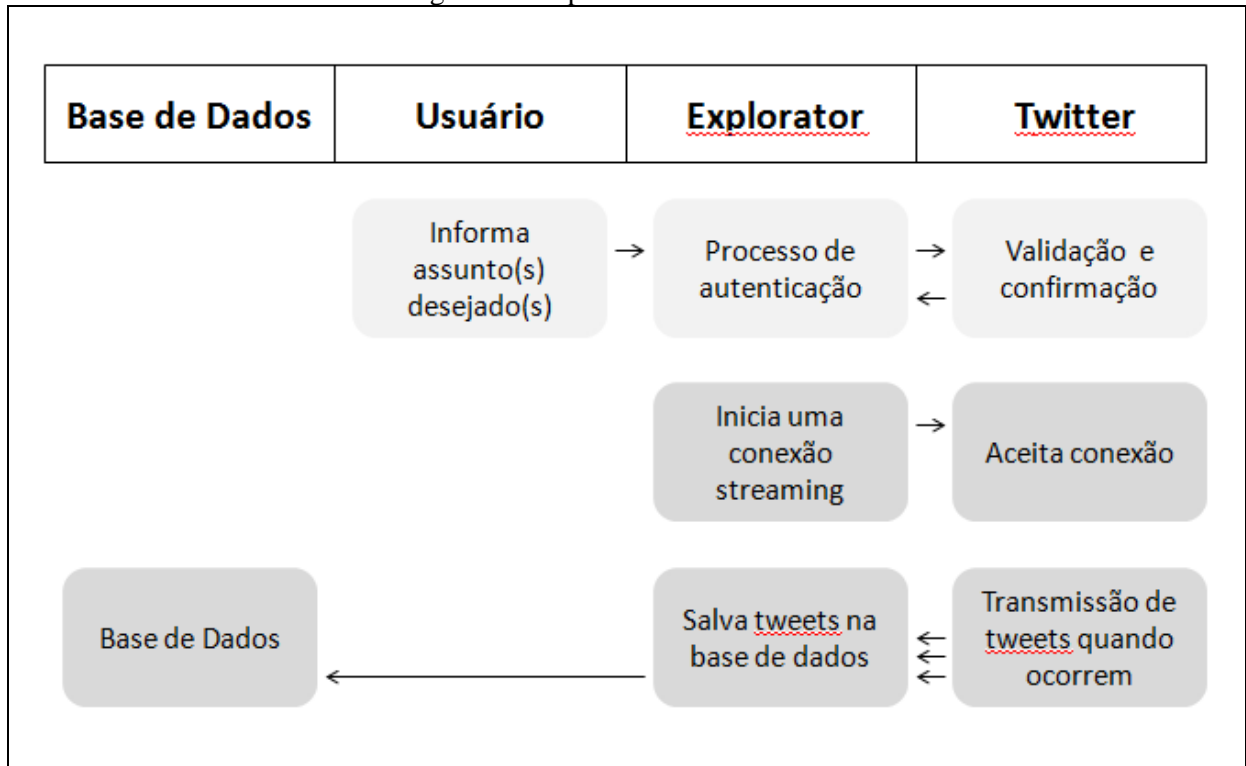 Base de Dados
Usuário
Explorator
Twitter
Informa
assunto(s)
desejado(s)
Processo de
autenticação
Validação e
confirmação
Inicia uma
conexão
streaming
Aceita conexão
Base de Dados
Salva tweets na
base de dados
Transmissão de
tweets quando
ocorrem